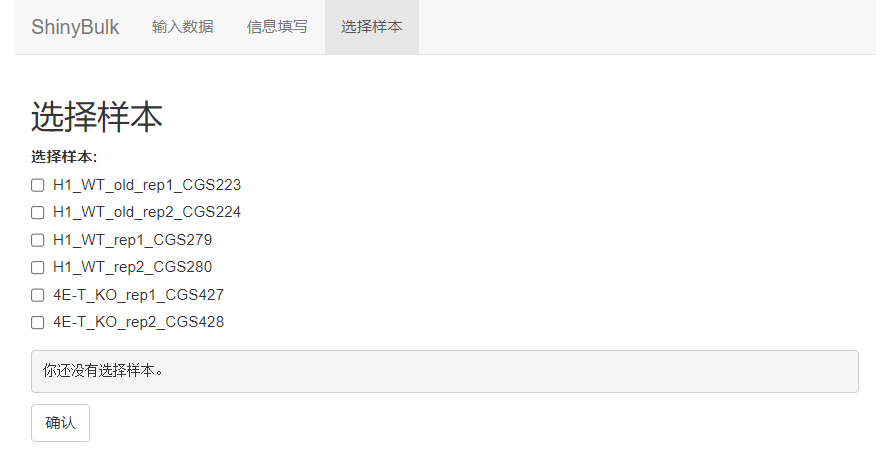 ShinyBulk 输入数据 信息填写 选择样本
选择样本
选择样本:
H1_WT_old_rep1_CGS223
H1_WT_old_rep2_CGS224
H1_WT_rep1_CGS279
H1_WT_rep2_CGS280
4E-T_KO_rep1_CGS427
4E-T_KO_rep2_CGS428
你还没有选择样本。
确认